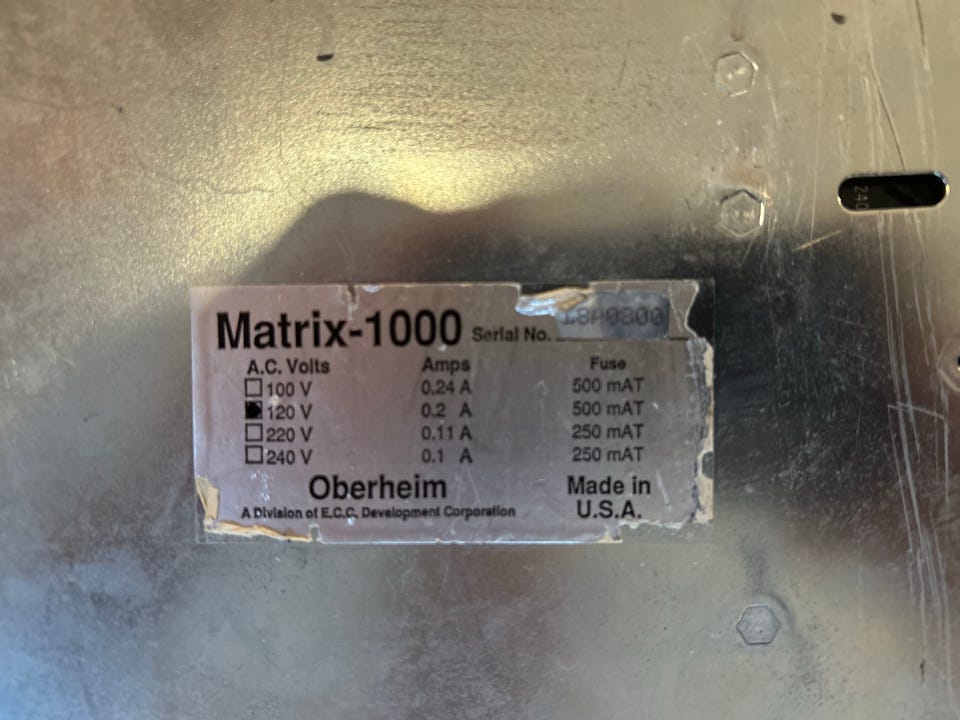 Matrix-1000 Serial No.
A.C. Volts Amps Fuse
100 V 0.24 A 500 mAT
120 V 0.2 A 500 mAT
220 V 0.11 A 250 mAT
240 V 0.1 A 250 mAT
Oberheim Made in
A Division of E.C.C. Development Corporation U.S.A.
240